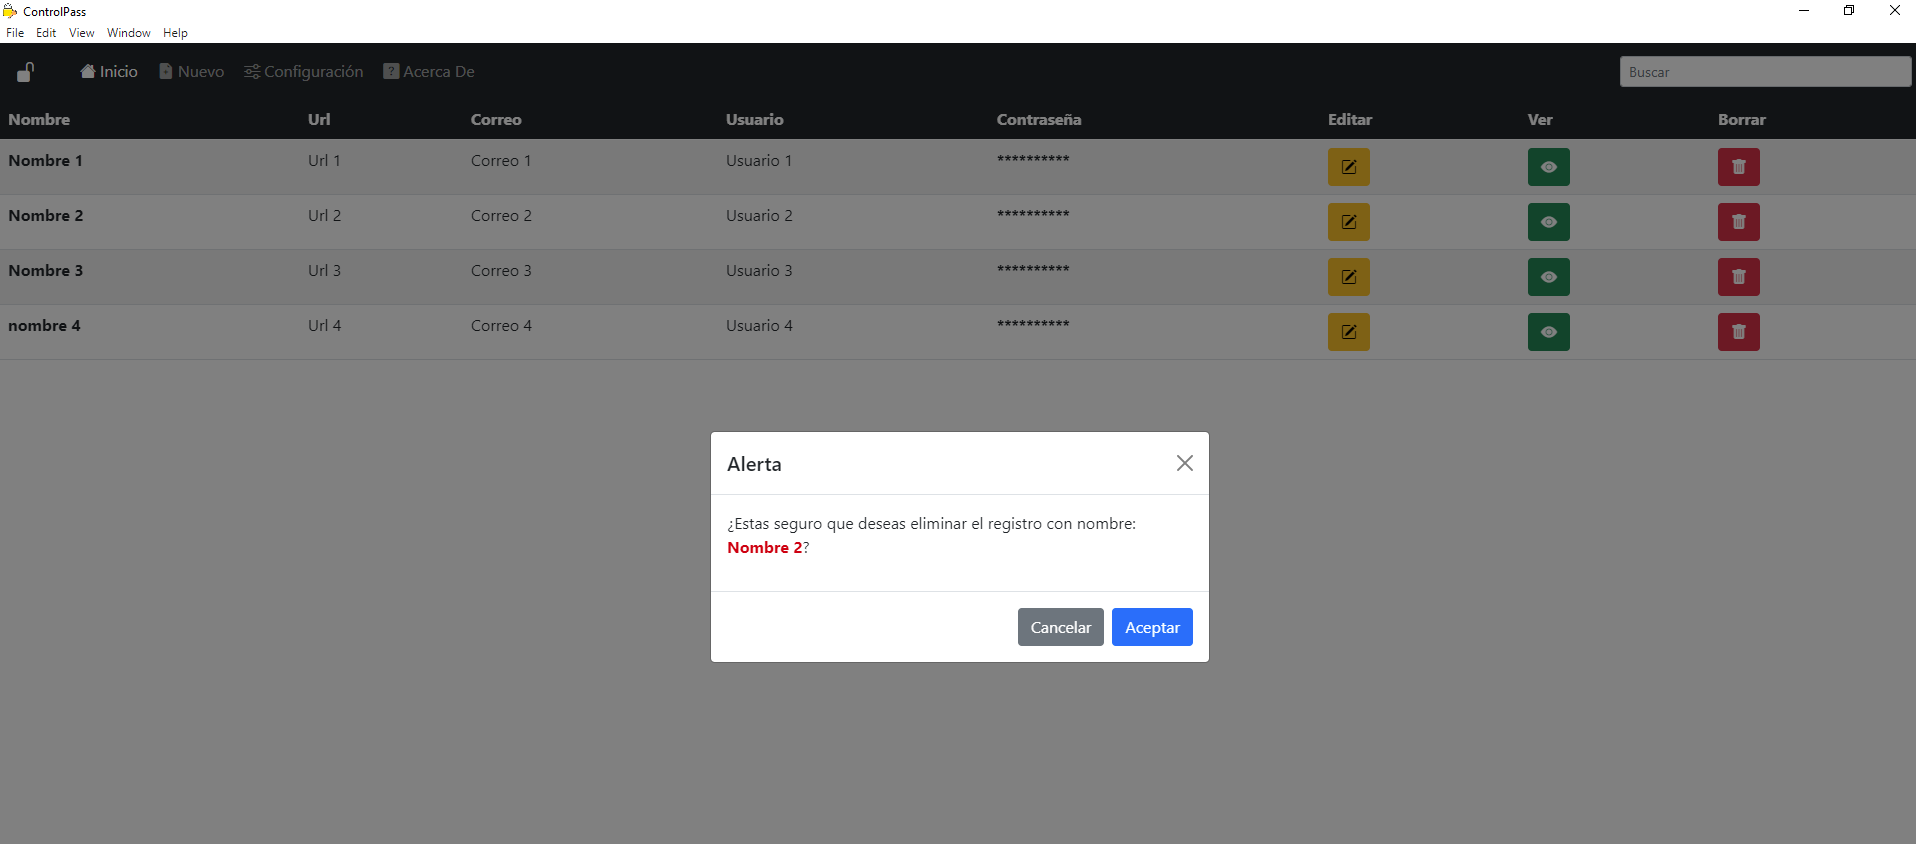 ControlPass
File Edit View Window Help
Inicio Nuevo Configuración Acerca De Buscar
Nombre Url Correo Usuario Contraseña Editar Ver Borrar
Nombre 1 Url 1 Correo 1 Usuario 1 **********
Nombre 2 Url 2 Correo 2 Usuario 2 **********
Nombre 3 Url 3 Correo 3 Usuario 3 **********
nombre 4 Url 4 Correo 4 Usuario 4 **********
Alerta
¿Estas seguro que deseas eliminar el registro con nombre:
Nombre 2?
Cancelar Aceptar